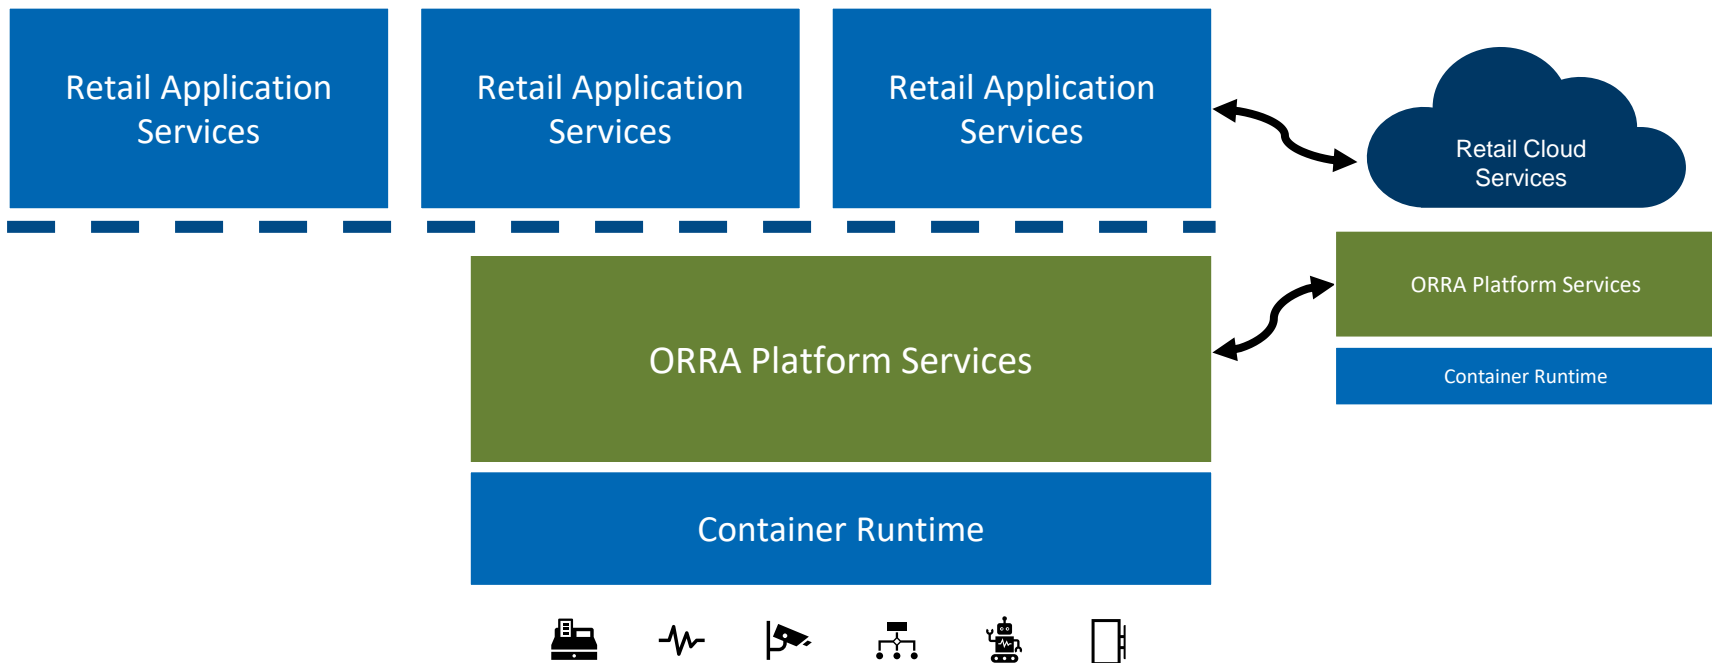 Retail Application
Services
Retail Application
Services
Retail Application
Services
Retail Cloud
Services
ORRA Platform Services
ORRA Platform Services
Container Runtime
Container Runtime